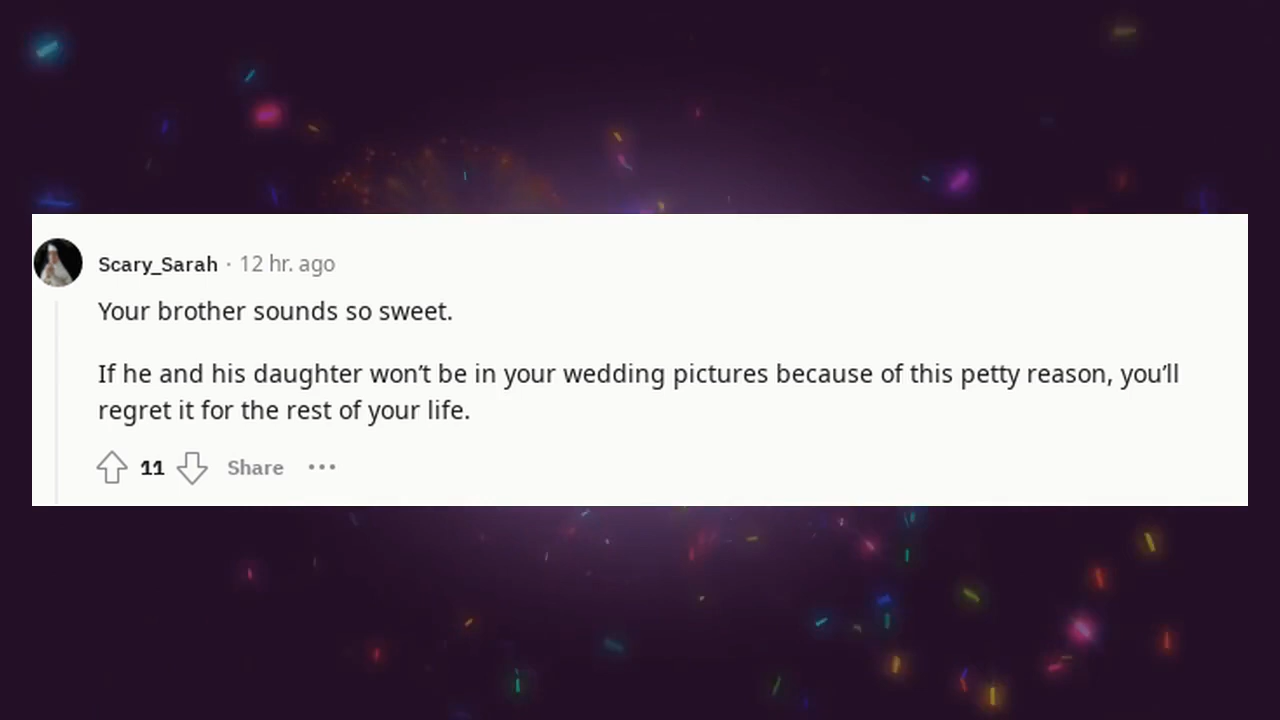 Scary_Sarah · 12 hr. ago
Your brother sounds so sweet.
If he and his daughter won’t be in your wedding pictures because of this petty reason, you’ll
regret it for the rest of your life.
11 Share •••